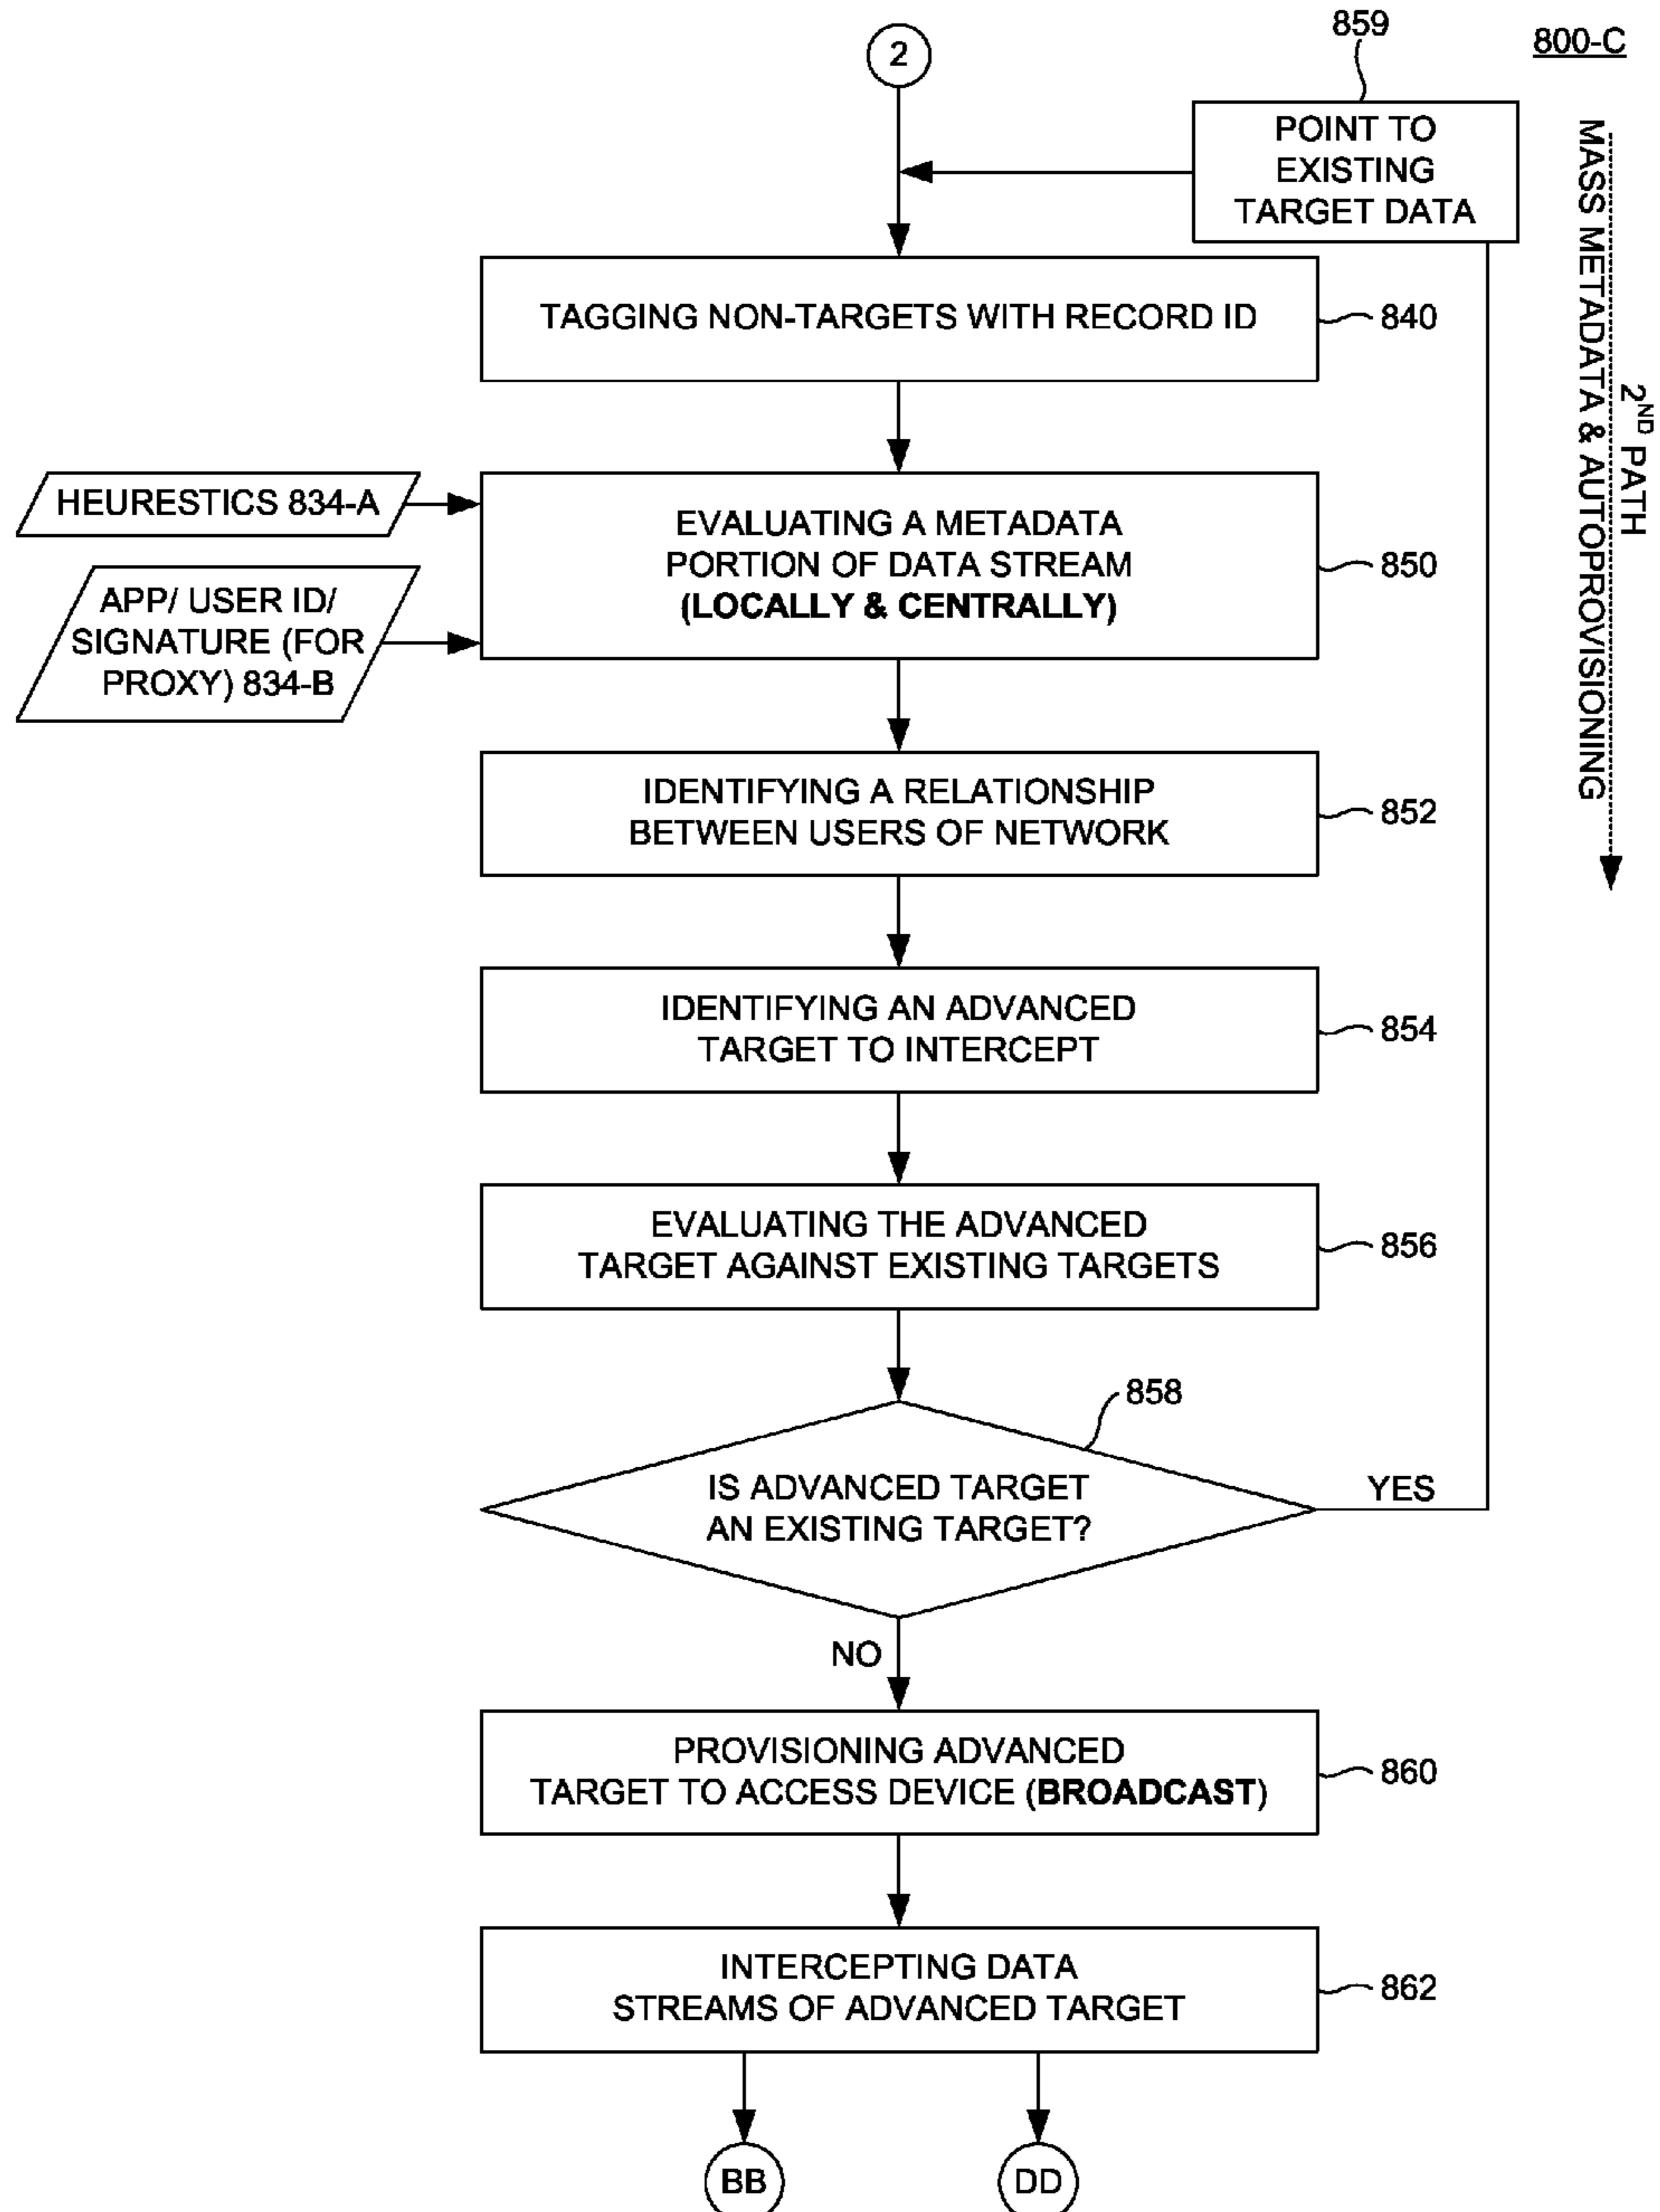 859
800-C
2
POINT TO
EXISTING
TARGET DATA
MASS METADATA & AUTOPROVISIONING
2ND PATH
TAGGING NON-TARGETS WITH RECORD ID
840
HEURESTICS 834-A
EVALUATING A METADATA
PORTION OF DATA STREAM
(LOCALLY & CENTRALLY)
850
APP/ USER ID/
SIGNATURE (FOR
PROXY) 834-B
IDENTIFYING A RELATIONSHIP
BETWEEN USERS OF NETWORK
852
IDENTIFYING AN ADVANCED
TARGET TO INTERCEPT
854
EVALUATING THE ADVANCED
TARGET AGAINST EXISTING TARGETS
856
858
IS ADVANCED TARGET
AN EXISTING TARGET?
YES
NO
PROVISIONING ADVANCED
TARGET TO ACCESS DEVICE (BROADCAST)
860
INTERCEPTING DATA
STREAMS OF ADVANCED TARGET
862
BB
DD